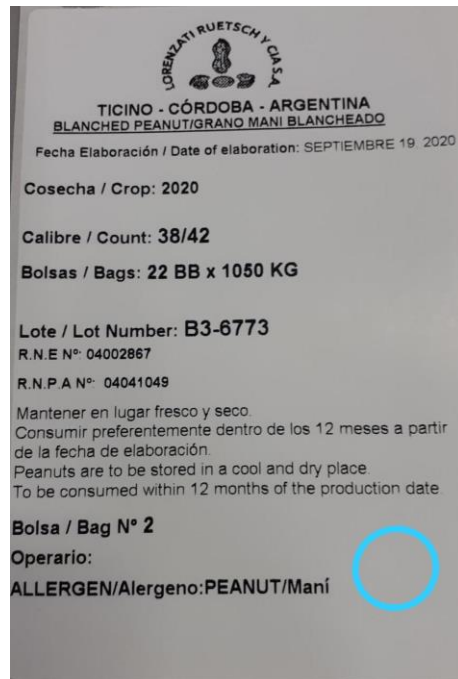 LORENZATI RUETSCH Y CIA S.A.
TICINO - CÓRDOBA - ARGENTINA
BLANCHED PEANUT/GRANO MANI BLANCHEADO
Fecha Elaboración / Date of elaboration: SEPTIEMBRE 19. 2020
Cosecha / Crop: 2020
Calibre / Count: 38/42
Bolsas / Bags: 22 BB x 1050 KG
Lote / Lot Number: B3-6773
R.N.E Nº: 04002867
R.N.P.A Nº: 04041049
Mantener en lugar fresco y seco.
Consumir preferentemente dentro de los 12 meses a partir
de la fecha de elaboración.
Peanuts are to be stored in a cool and dry place.
To be consumed within 12 months of the production date.
Bolsa / Bag Nº 2
Operario:
ALLERGEN/Alergeno:PEANUT/Maní